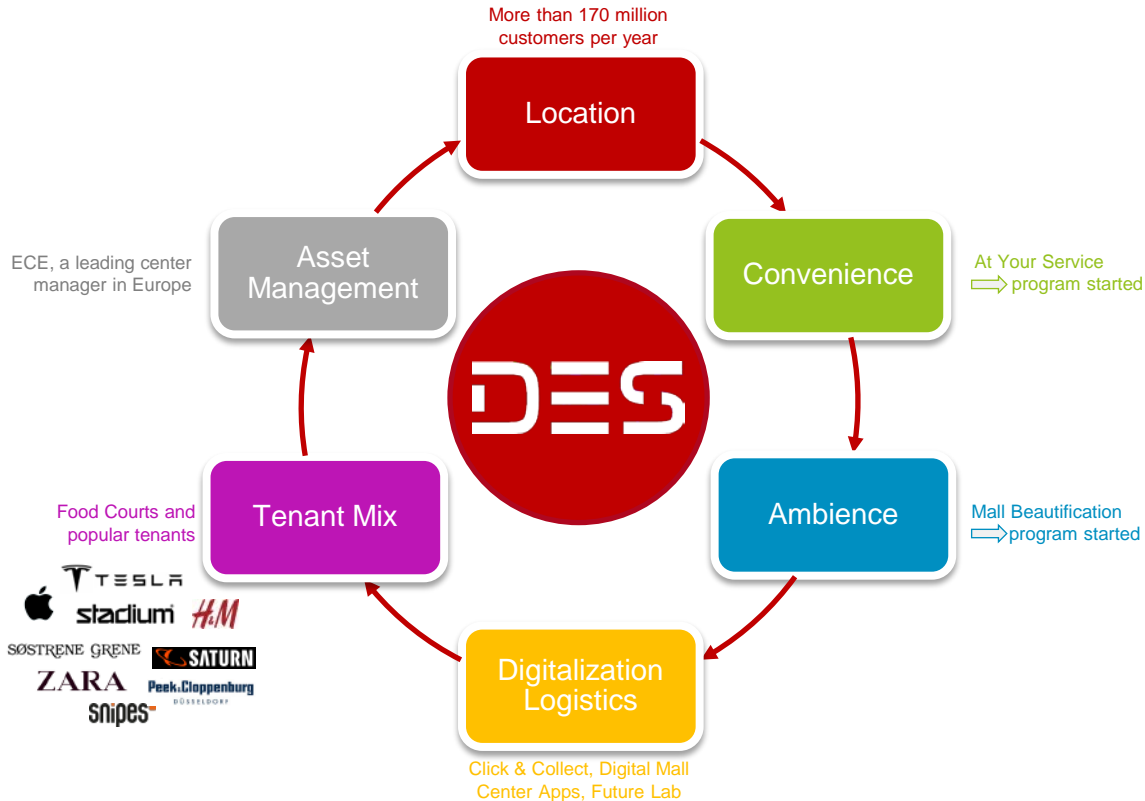 More than 170 million
customers per year
Location
Asset
Management
ECE, a leading center
manager in Europe
Convenience
At Your Service
program started
DES
Tenant Mix
Food Courts and
popular tenants
Ambience
Mall Beautification
program started
TESLA
stadium
H&M
SØSTRENE GRENE
SATURN
ZARA
Peek&Cloppenburg
DÜSSELDORF
snipes
Digitalization
Logistics
Click & Collect, Digital Mall
Center Apps, Future Lab